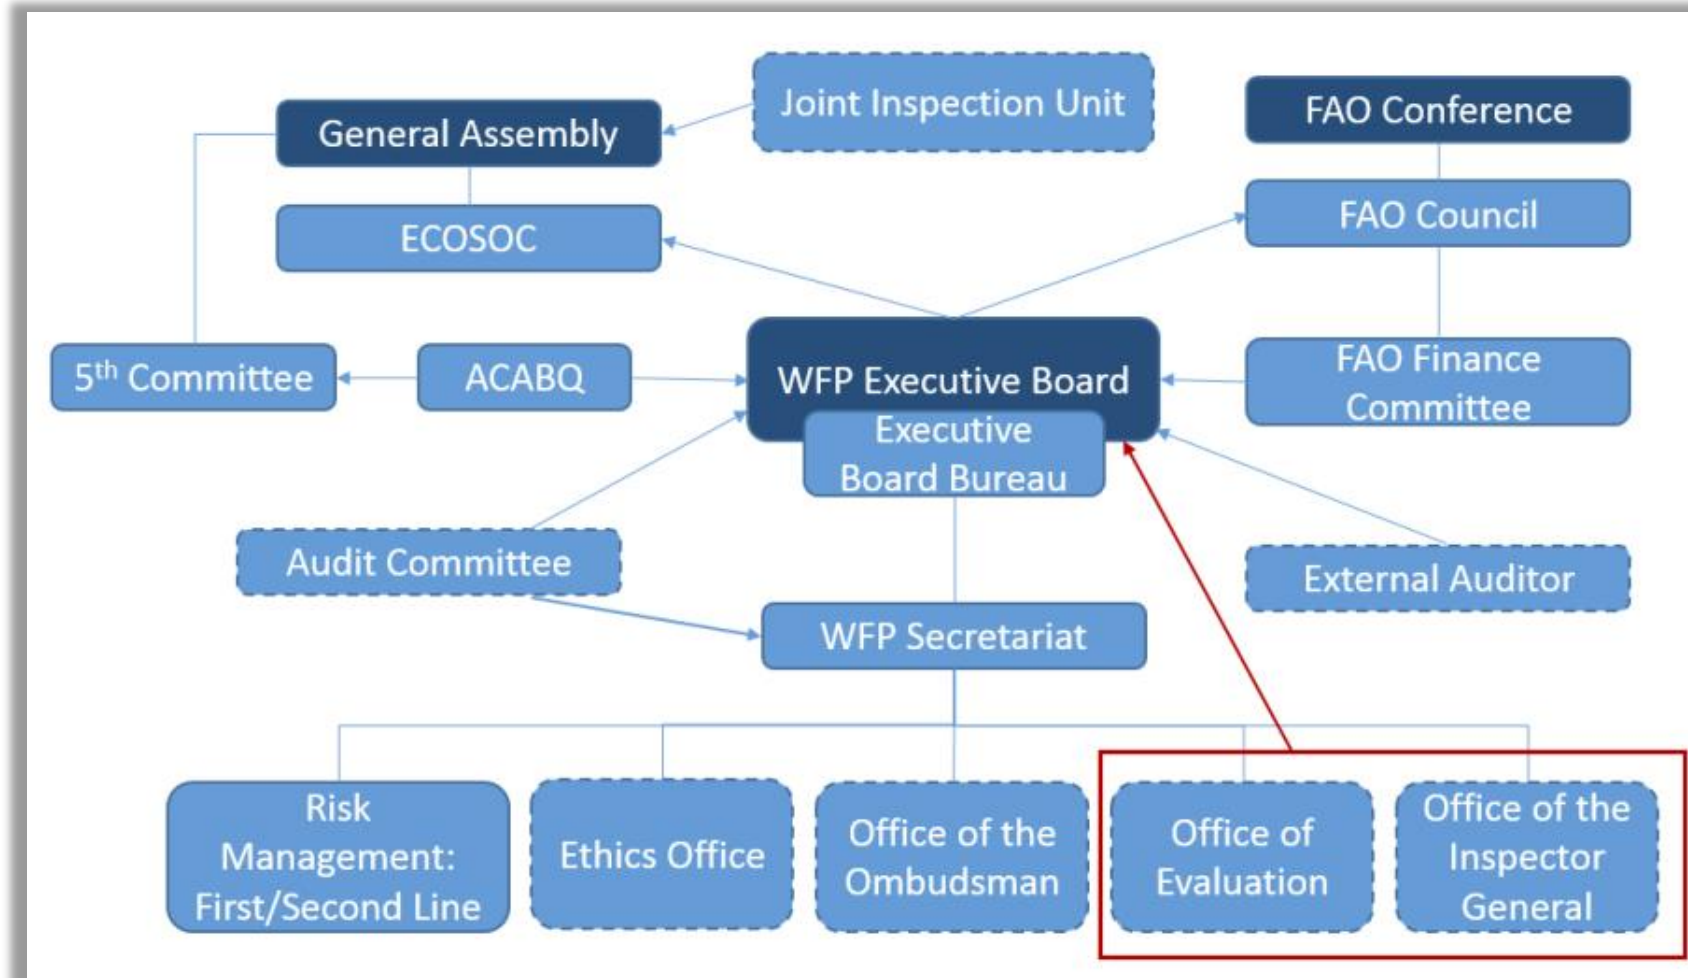 Joint Inspection Unit
General Assembly
FAO Conference
ECOSOC
FAO Council
5th Committee
ACABQ
WFP Executive Board
FAO Finance
Committee
Executive
Board Bureau
Audit Committee
External Auditor
WFP Secretariat
Risk
Management:
First/Second Line
Ethics Office
Office of the
Ombudsman
Office of
Evaluation
Office of the
Inspector
General